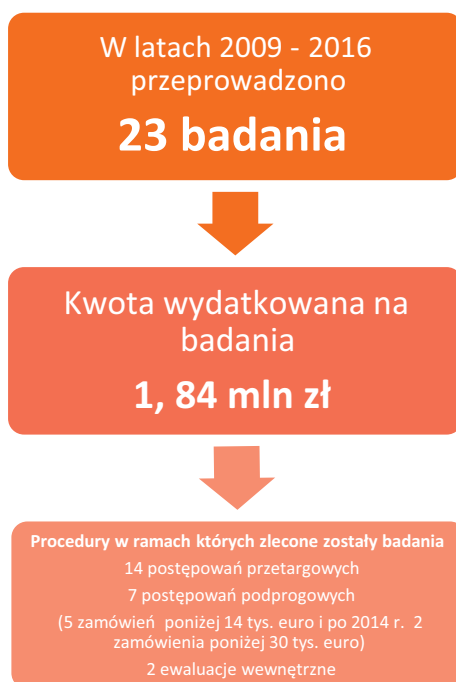 W latach 2009 - 2016
przeprowadzono
23 badania
Kwota wydatkowana na
badania
1, 84 mln zł
Procedury w ramach których zlecone zostały badania
14 postępowań przetargowych
7 postępowań podprogowych
(5 zamówień poniżej 14 tys. euro i po 2014 r. 2
zamówienia poniżej 30 tys. euro)
2 ewaluacje wewnętrzne